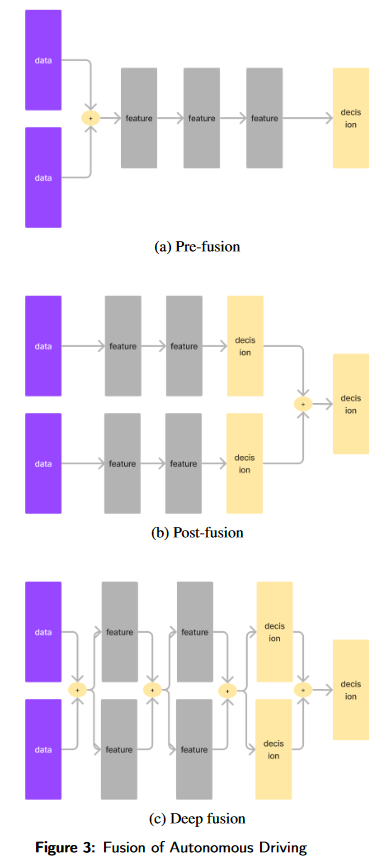 data
+
feature
feature
feature
decis
ion
data
(a) Pre-fusion
data
feature
feature
decis
ion
+
decis
ion
data
feature
feature
decis
ion
(b) Post-fusion
data
feature
feature
decis
ion
+
+
+
+
decis
ion
data
feature
feature
decis
ion
(c) Deep fusion
Figure 3: Fusion of Autonomous Driving